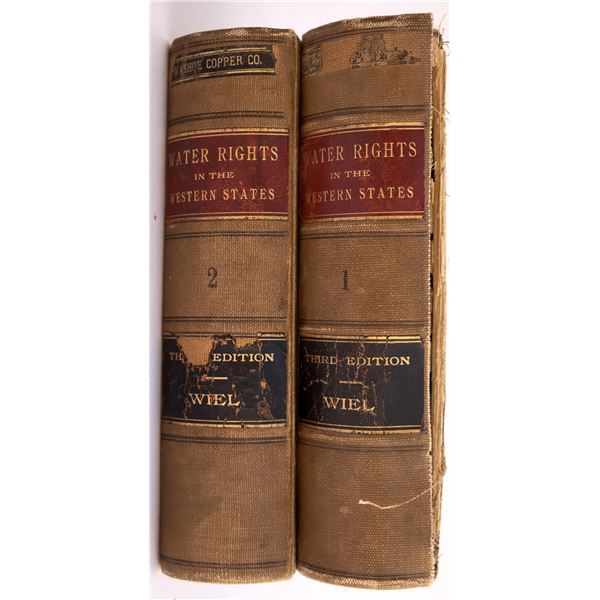 WASHOE COPPER CO.
WATER RIGHTS
IN THE
WESTERN STATES
2
EDITION
WIEL
WATER RIGHTS
IN THE
WESTERN STATES
1
THIRD EDITION
WIEL